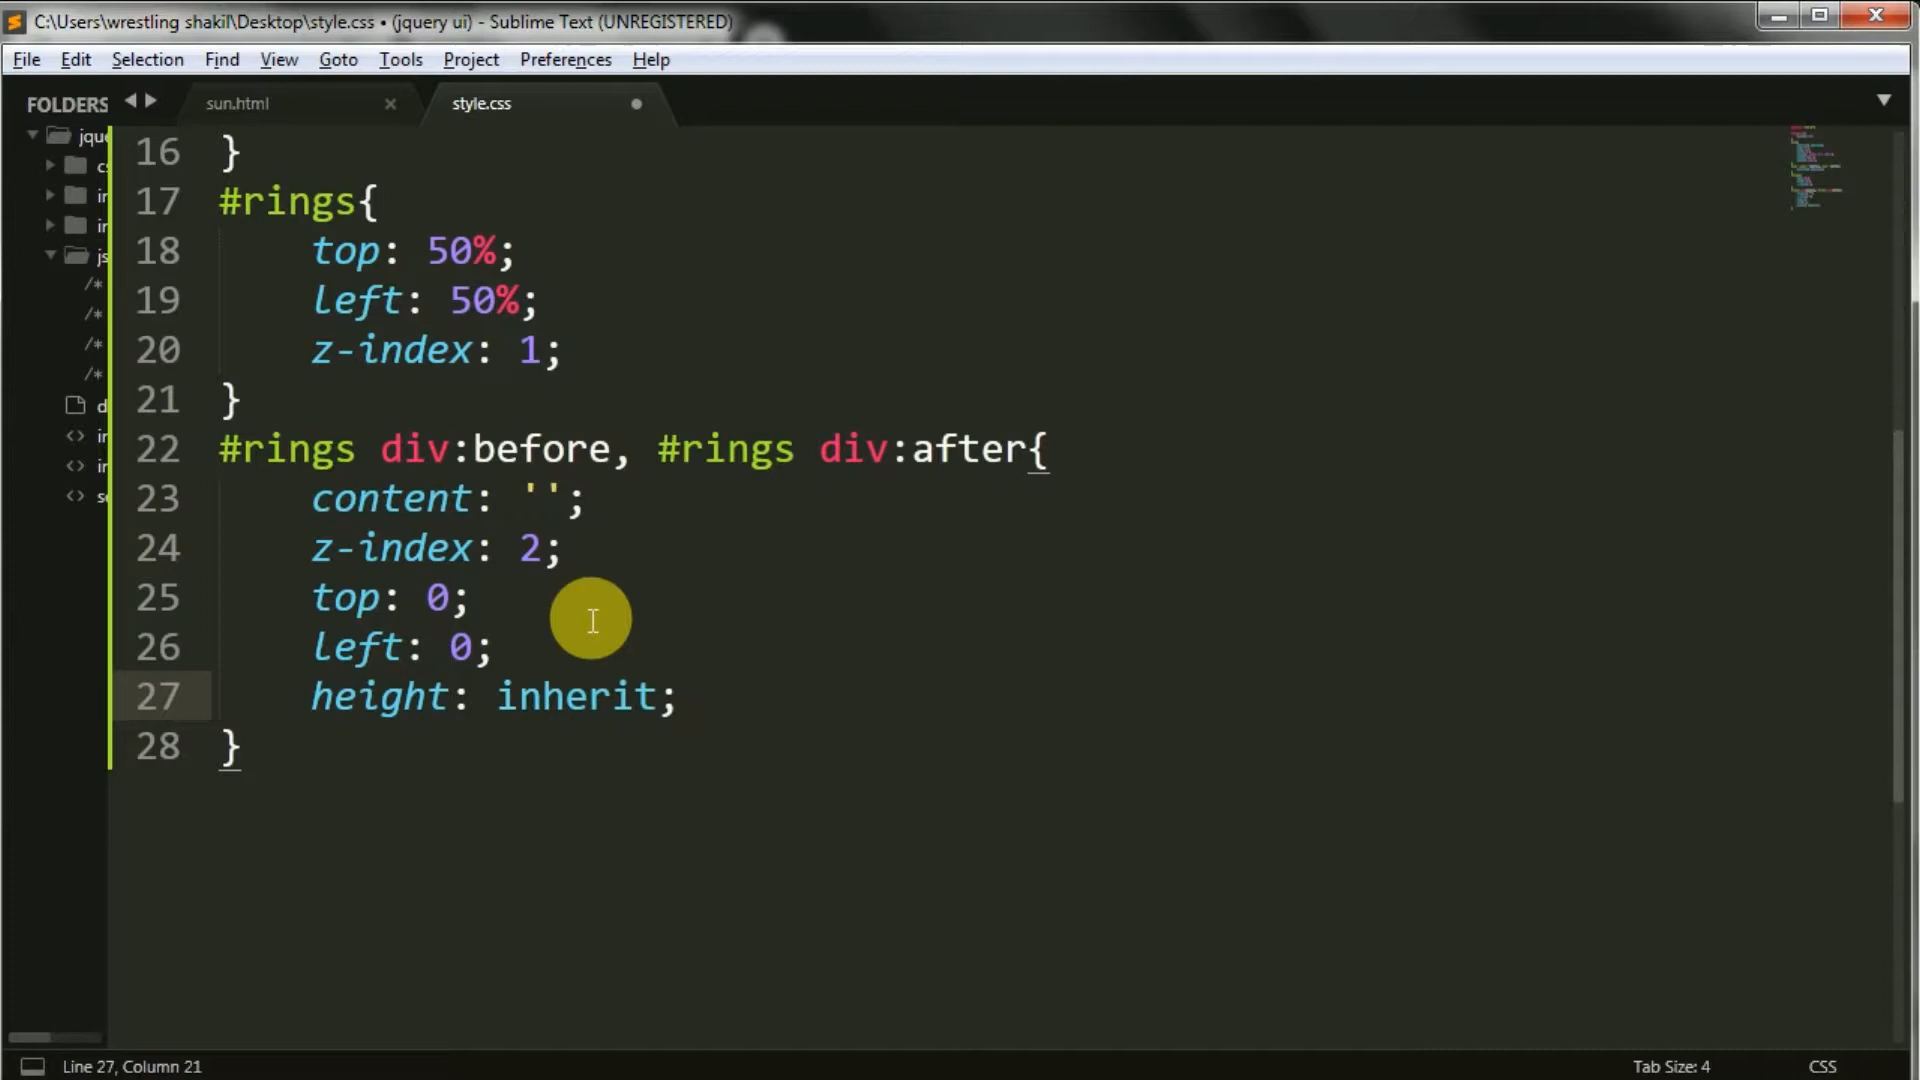 C:\Users\wrestling shakil\Desktop\style.css • (jquery ui) - Sublime Text (UNREGISTERED)
File Edit Selection Find View Goto Tools Project Preferences Help
FOLDERS sun.html style.css
jque
16 }
17 #rings{
18 top: 50%;
19 left: 50%;
20 z-index: 1;
21 }
22 #rings div:before, #rings div:after{
23 content: '';
24 z-index: 2;
25 top: 0;
26 left: 0;
27 height: inherit;
28 }
js
/*
/*
/*
/*
Line 27, Column 21 Tab Size: 4 CSS